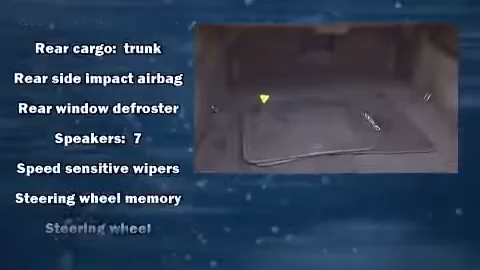 Rear cargo: trunk
Rear side impact airbag
Rear window defroster
Speakers: 7
Speed sensitive wipers
Steering wheel memory
Steering wheel